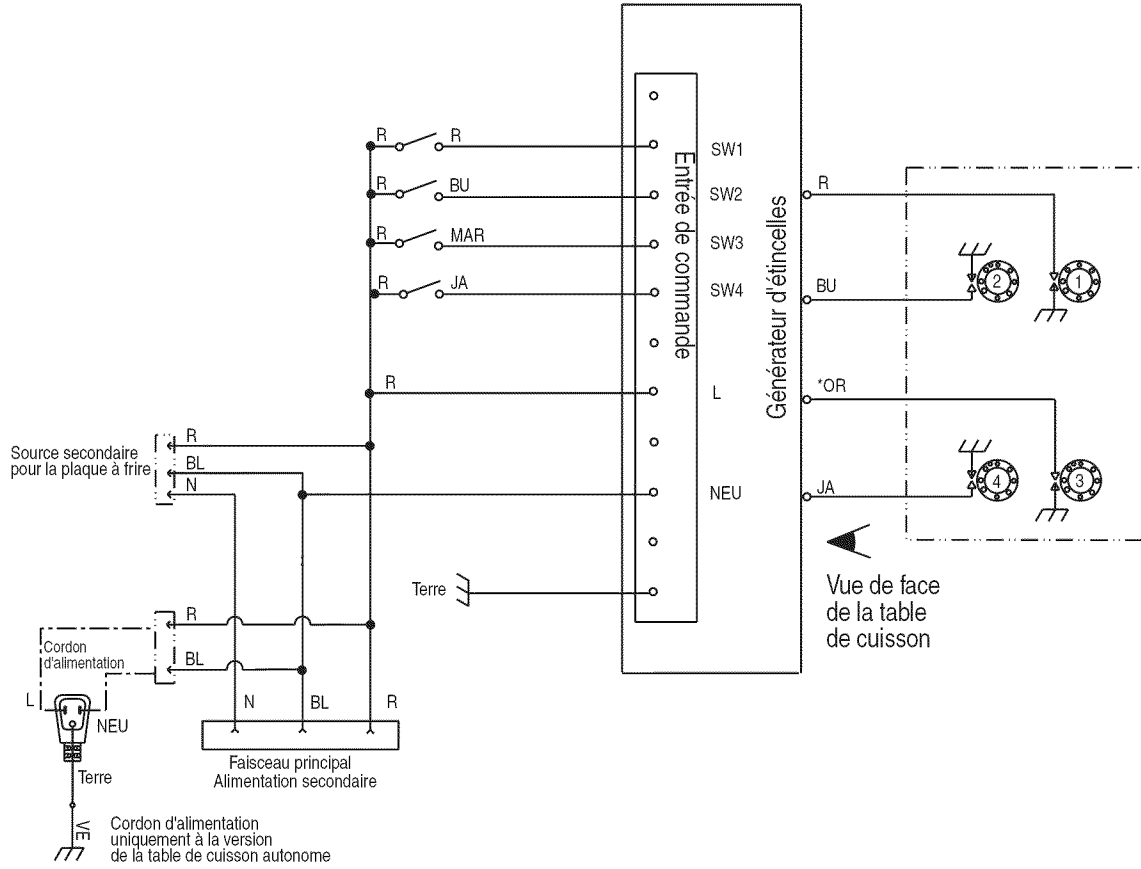 R
R
SW1
R
BU
SW2
R
R
MAR
SW3
BU
R
JA
SW4
Entrée de commande
Générateur d'étincelles
2
1
R
L
*OR
R
Source secondaire
pour la plaque à frire
BL
N
NEU
JA
4
3
Terre
Vue de face
de la table
de cuisson
R
Cordon
d'alimentation
BL
L
NEU
N
BL
R
Faisceau principal
Alimentation secondaire
Terre
VE
Cordon d'alimentation
uniquement à la version
de la table de cuisson autonome